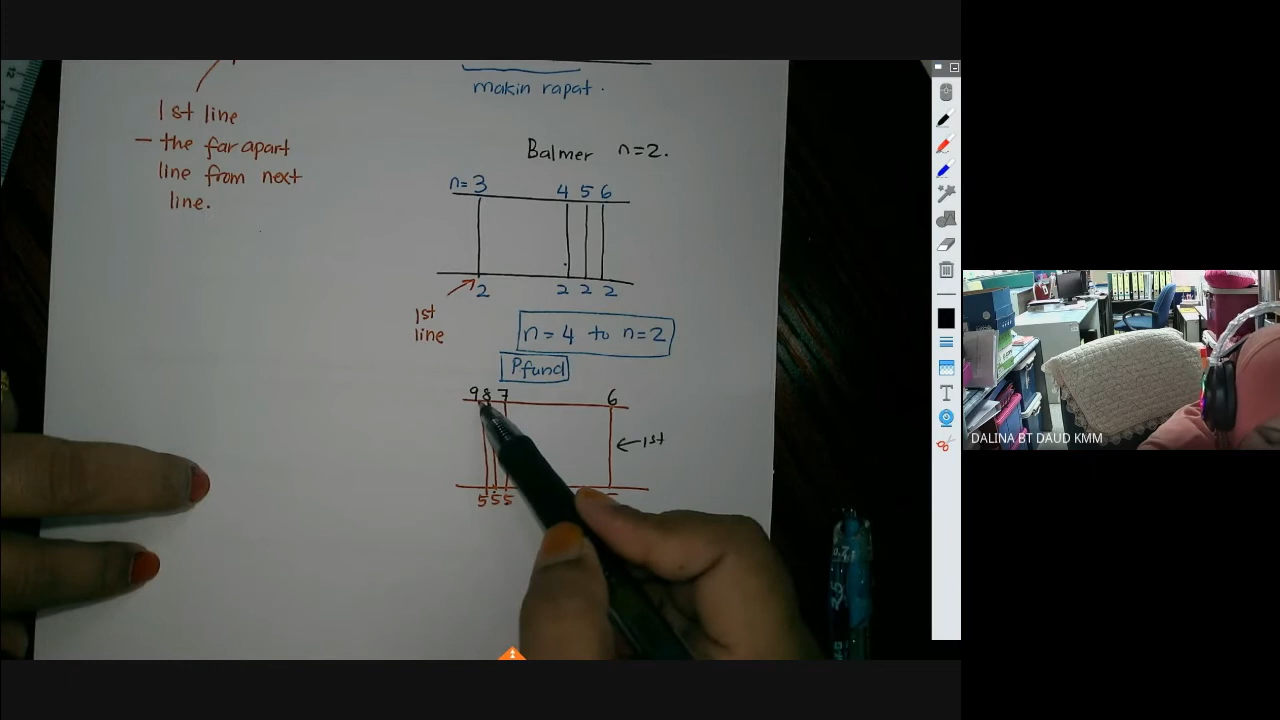 makin rapat.
1st line
- the far apart
line from next
line.
Balmer n=2.
n=3 4 5 6
2 2 2 2
1st
line
n=4 to n=2
Pfund
9 8 7 6
←1st
5 5 5
T
DALINA BT DAUD KMM